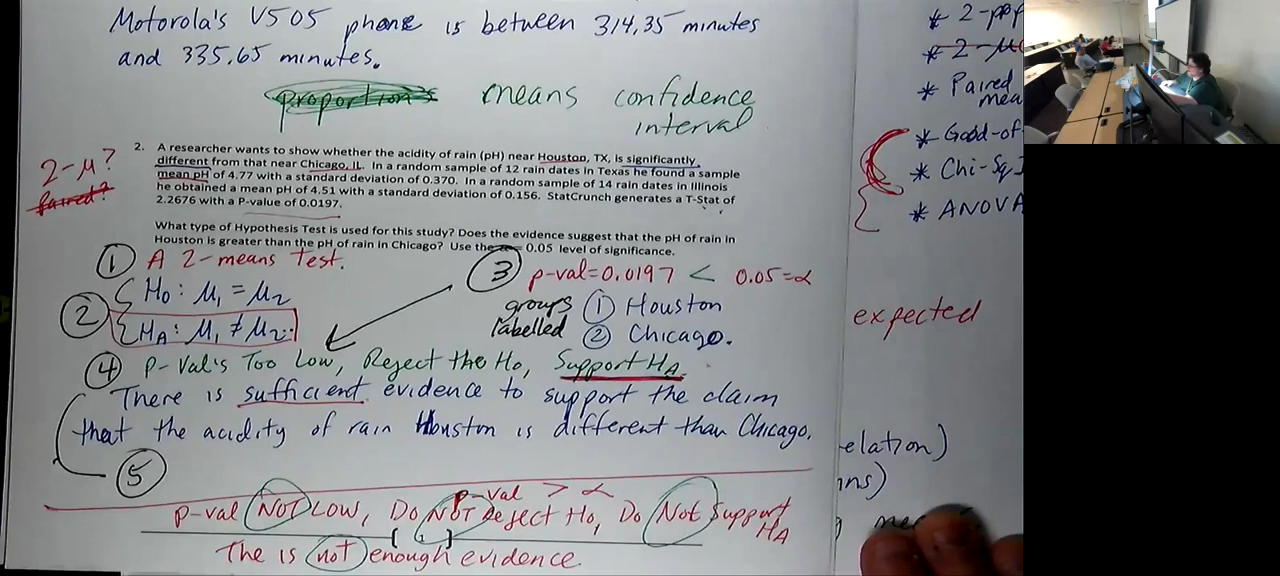 Motorola's V505 phone is between 314.35 minutes
and 335.65 minutes.
proportion's means confidence
interval
2. A researcher wants to show whether the acidity of rain (pH) near Houston, TX, is significantly
different from that near Chicago, IL. In a random sample of 12 rain dates in Texas he found a sample
mean pH of 4.77 with a standard deviation of 0.370. In a random sample of 14 rain dates in Illinois
he obtained a mean pH of 4.51 with a standard deviation of 0.156. StatCrunch generates a T-Stat of
2.2676 with a P-value of 0.0197.
2-μ?
paired?
What type of Hypothesis Test is used for this study? Does the evidence suggest that the pH of rain in
Houston is greater than the pH of rain in Chicago? Use the 0.05 level of significance.
① A 2-means Test.
② H₀: μ₁ = μ₂
Hₐ: μ₁ ≠ μ₂
③ p-val=0.0197 < 0.05=α
groups ① Houston
labelled ② Chicago.
④ P-Val's Too Low, Reject the Ho, Support HA.
There is sufficient evidence to support the claim
that the acidity of rain Houston is different than Chicago.
⑤
p-val > α
p-val NOT LOW, Do NOT Reject Ho, Do Not Support
HA
The is not enough evidence
* 2-pop
* 2-μ
* Paired
mea
* Good-of
* Chi-Sq
* ANOVA
expected
elation)
ns)